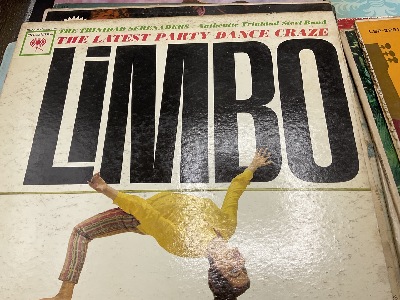 THE TRINIDAD SERENADERS - Authentic Trinidad Steel Band
THE LATEST PARTY DANCE CRAZE
LiMBO